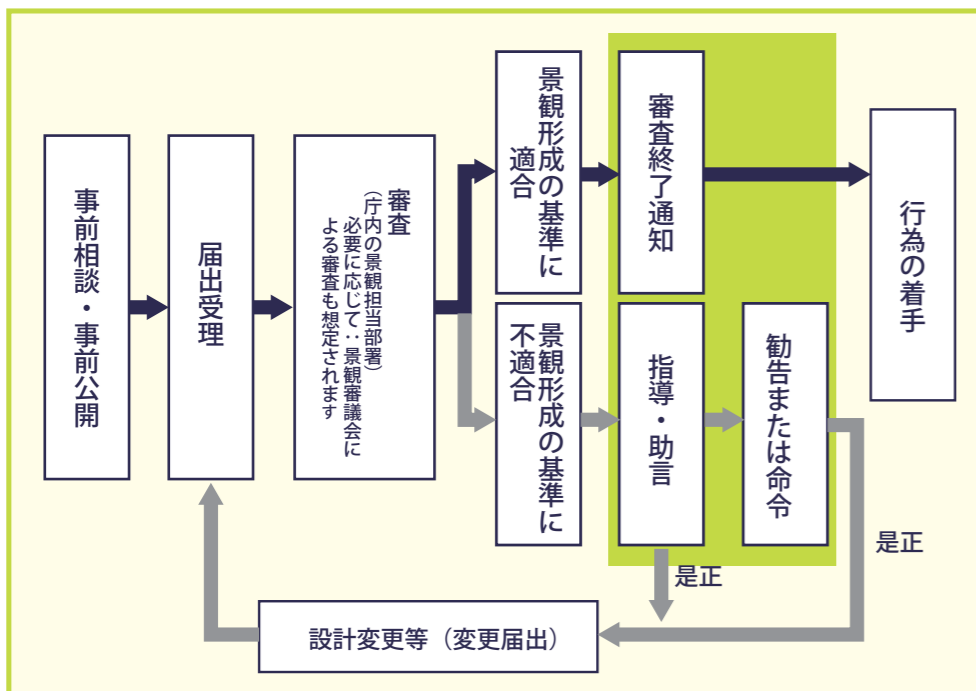 事前相談・事前公開
届出受理
審査
（庁内の景観担当部署）
必要に応じて：景観審議会に
よる審査も想定されます
景観形成の基準に
適合
審査終了通知
行為の着手
景観形成の基準に
不適合
指導・助言
勧告または命令
是正
是正
設計変更等（変更届出）